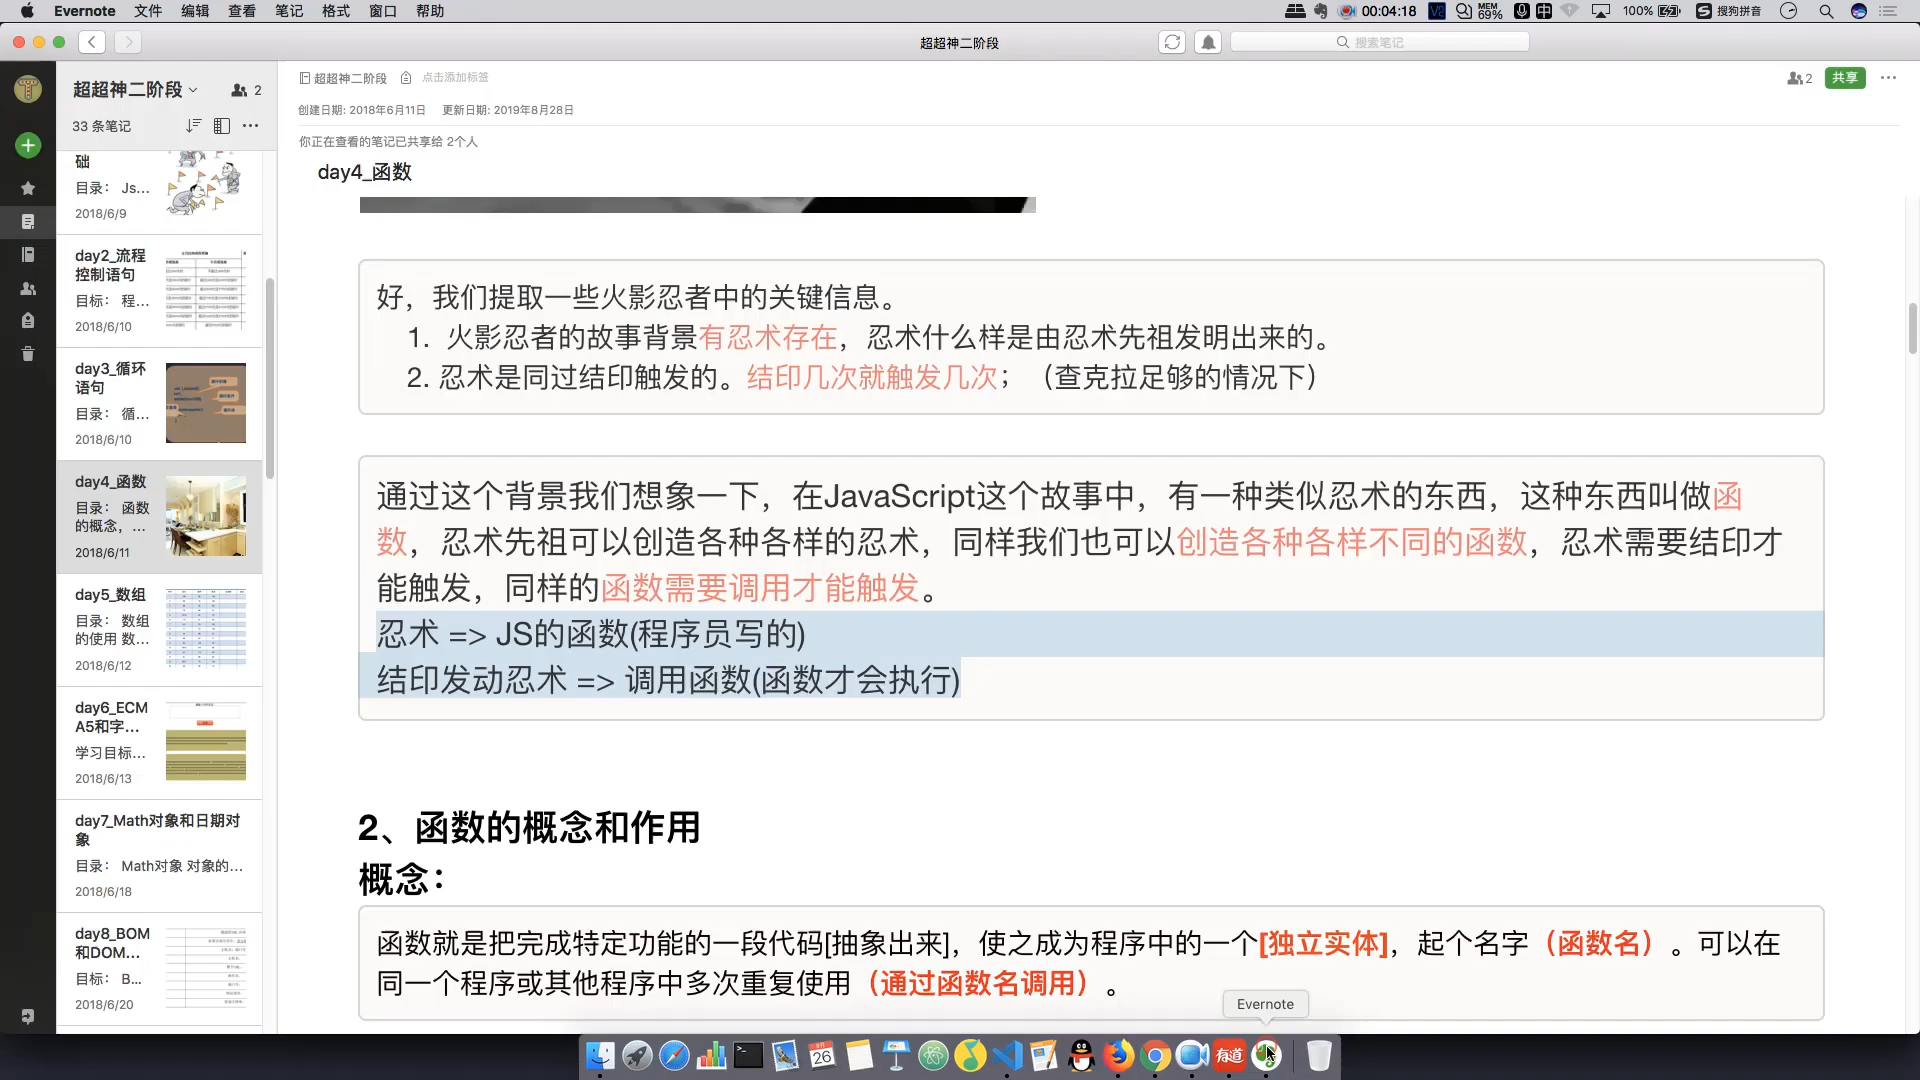 Evernote 文件 编辑 查看 笔记 格式 窗口 帮助 00:04:18 MEM 69% 中 100% 搜狗拼音
超超神二阶段 搜索笔记
超超神二阶段 2
33 条笔记
础
目录： Js...
2018/6/9
day2_流程
控制语句
目标： 程...
2018/6/10
day3_循环
语句
目录： 循...
2018/6/10
day4_函数
目录： 函数
的概念，...
2018/6/11
day5_数组
目录： 数组
的使用 数...
2018/6/12
day6_ECM
A5和字...
学习目标...
2018/6/13
day7_Math对象和日期对
象
目录： Math对象 对象的...
2018/6/18
day8_BOM
和DOM...
目标： B...
2018/6/20
超超神二阶段 点击添加标签 2 共享
创建日期: 2018年6月11日 更新日期: 2019年8月28日
你正在查看的笔记已共享给 2个人
day4_函数
好，我们提取一些火影忍者中的关键信息。
1. 火影忍者的故事背景有忍术存在，忍术什么样是由忍术先祖发明出来的。
2. 忍术是同过结印触发的。结印几次就触发几次；（查克拉足够的情况下）
通过这个背景我们想象一下，在JavaScript这个故事中，有一种类似忍术的东西，这种东西叫做函
数，忍术先祖可以创造各种各样的忍术，同样我们也可以创造各种各样不同的函数，忍术需要结印才
能触发，同样的函数需要调用才能触发。
忍术 => JS的函数(程序员写的)
结印发动忍术 => 调用函数(函数才会执行)
2、函数的概念和作用
概念：
函数就是把完成特定功能的一段代码[抽象出来]，使之成为程序中的一个[独立实体]，起个名字（函数名）。可以在
同一个程序或其他程序中多次重复使用（通过函数名调用）。
Evernote
26 有道